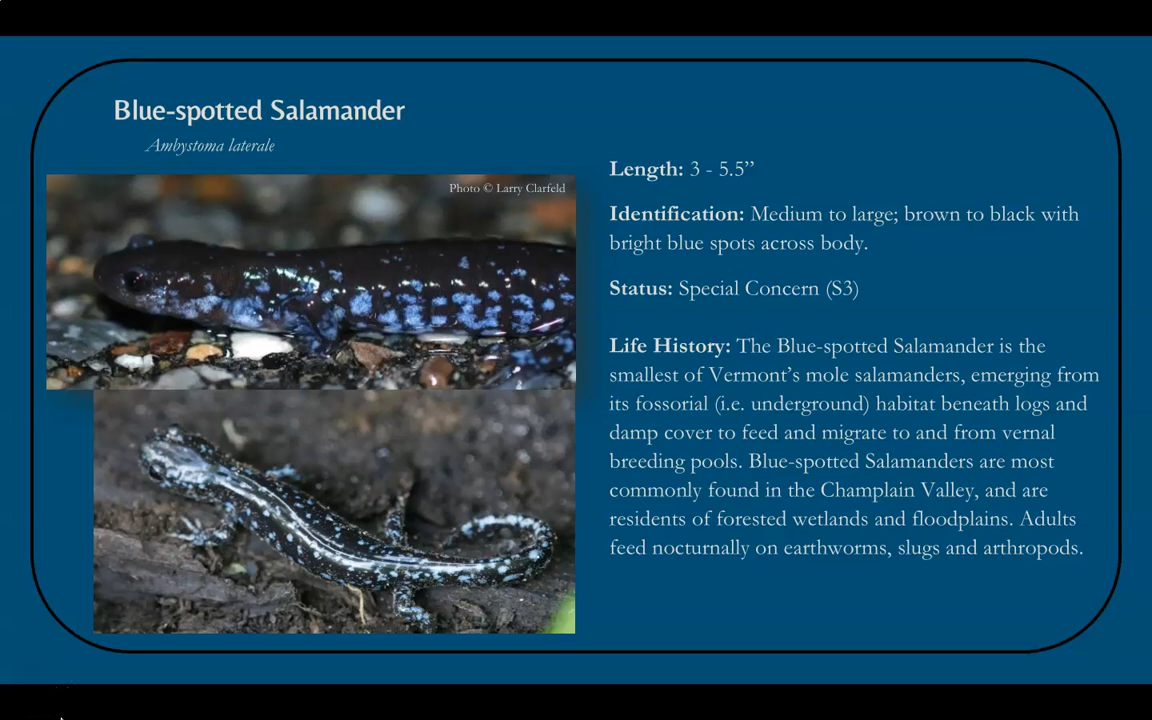 Blue-spotted Salamander
Ambystoma laterale
Photo © Larry Clarfeld
Length: 3 - 5.5”
Identification: Medium to large; brown to black with
bright blue spots across body.
Status: Special Concern (S3)
Life History: The Blue-spotted Salamander is the
smallest of Vermont’s mole salamanders, emerging from
its fossorial (i.e. underground) habitat beneath logs and
damp cover to feed and migrate to and from vernal
breeding pools. Blue-spotted Salamanders are most
commonly found in the Champlain Valley, and are
residents of forested wetlands and floodplains. Adults
feed nocturnally on earthworms, slugs and arthropods.